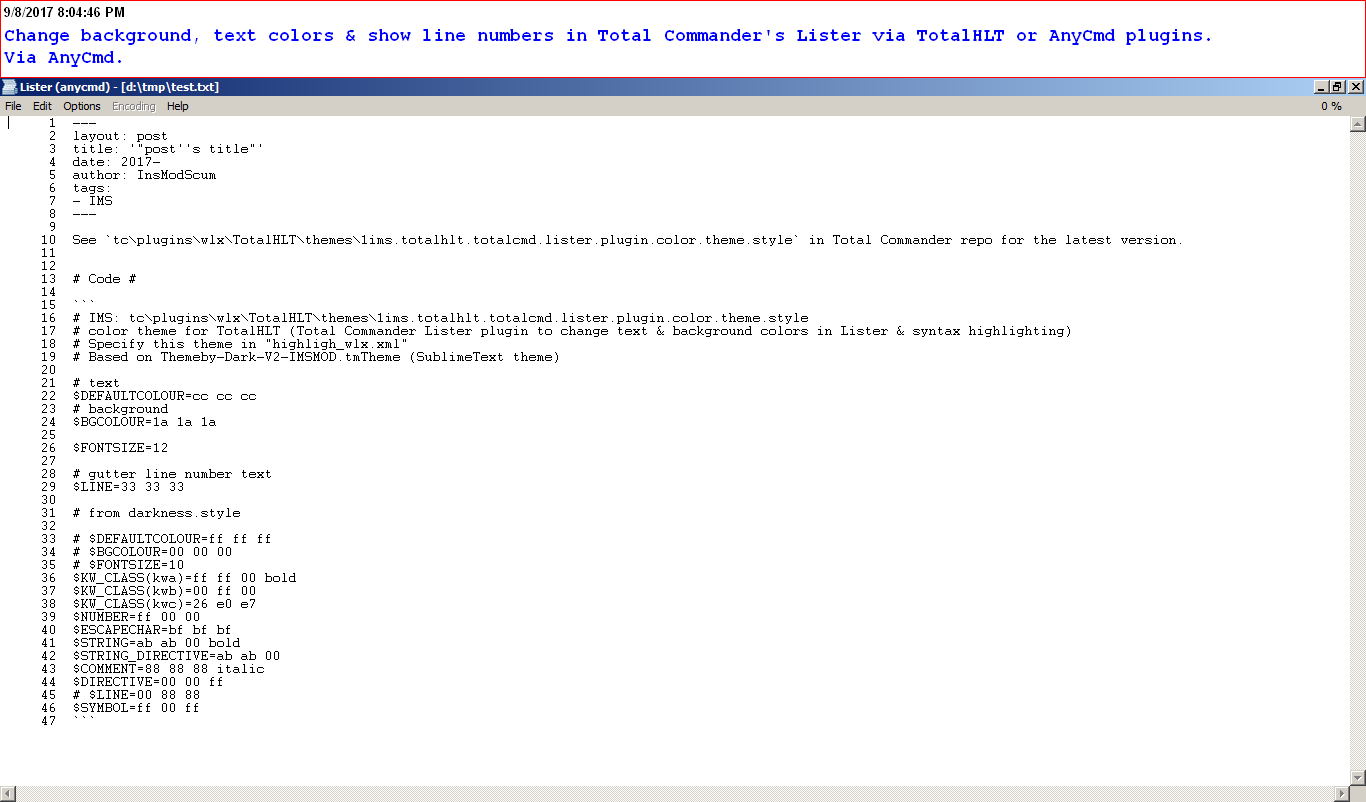 9/8/2017 8:04:46 PM
Change background, text colors & show line numbers in Total Commander's Lister via TotalHLT or AnyCmd plugins.
Via AnyCmd.
Lister (anycmd) - [d:\tmp\test.txt]
File Edit Options Encoding Help 0 %
1 ---
2 layout: post
3 title: '"post''s title"'
4 date: 2017-
5 author: InsModScum
6 tags:
7 - IMS
8 ---
9
10 See `tc\plugins\wlx\TotalHLT\themes\1ims.totalhlt.totalcmd.lister.plugin.color.theme.style` in Total Commander repo for the latest version.
11
12
13 # Code #
14
15 ```
16 # IMS: tc\plugins\wlx\TotalHLT\themes\1ims.totalhlt.totalcmd.lister.plugin.color.theme.style
17 # color theme for TotalHLT (Total Commander Lister plugin to change text & background colors in Lister & syntax highlighting)
18 # Specify this theme in "highligh_wlx.xml"
19 # Based on Themeby-Dark-V2-IMSMOD.tmTheme (SublimeText theme)
20
21 # text
22 $DEFAULTCOLOUR=cc cc cc
23 # background
24 $BGCOLOUR=1a 1a 1a
25
26 $FONTSIZE=12
27
28 # gutter line number text
29 $LINE=33 33 33
30
31 # from darkness.style
32
33 # $DEFAULTCOLOUR=ff ff ff
34 # $BGCOLOUR=00 00 00
35 # $FONTSIZE=10
36 $KW_CLASS(kwa)=ff ff 00 bold
37 $KW_CLASS(kwb)=00 ff 00
38 $KW_CLASS(kwc)=26 e0 e7
39 $NUMBER=ff 00 00
40 $ESCAPECHAR=bf bf bf
41 $STRING=ab ab 00 bold
42 $STRING_DIRECTIVE=ab ab 00
43 $COMMENT=88 88 88 italic
44 $DIRECTIVE=00 00 ff
45 # $LINE=00 88 88
46 $SYMBOL=ff 00 ff
47 ```